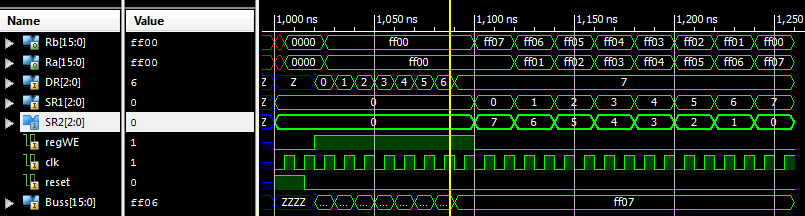 Name Value 1,000 ns 1,050 ns 1,100 ns 1,150 ns 1,200 ns 1,250 ns
Rb[15:0] ff00 0000 ff00 ff07 ff06 ff05 ff04 ff03 ff02 ff01 ff00
Ra[15:0] ff00 0000 ff00 ff01 ff02 ff03 ff04 ff05 ff06 ff07
DR[2:0] 6 Z Z 0 1 2 3 4 5 6 7
SR1[2:0] 0 Z 0 0 1 2 3 4 5 6 7
SR2[2:0] 0 Z 0 7 6 5 4 3 2 1 0
regWE 1
clk 1
reset 0
Buss[15:0] ff06 ZZZZ ... ... ... ... ... ... ... ff07